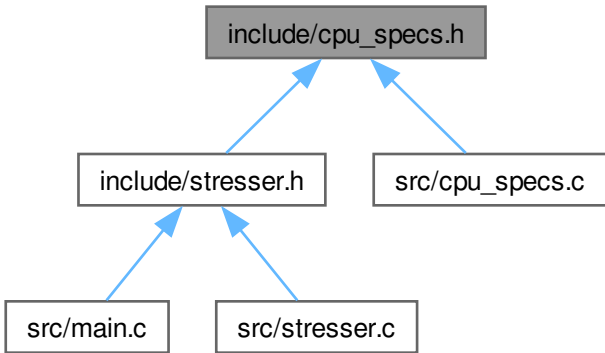 include/cpu_specs.h
include/stresser.h
src/cpu_specs.c
src/main.c
src/stresser.c